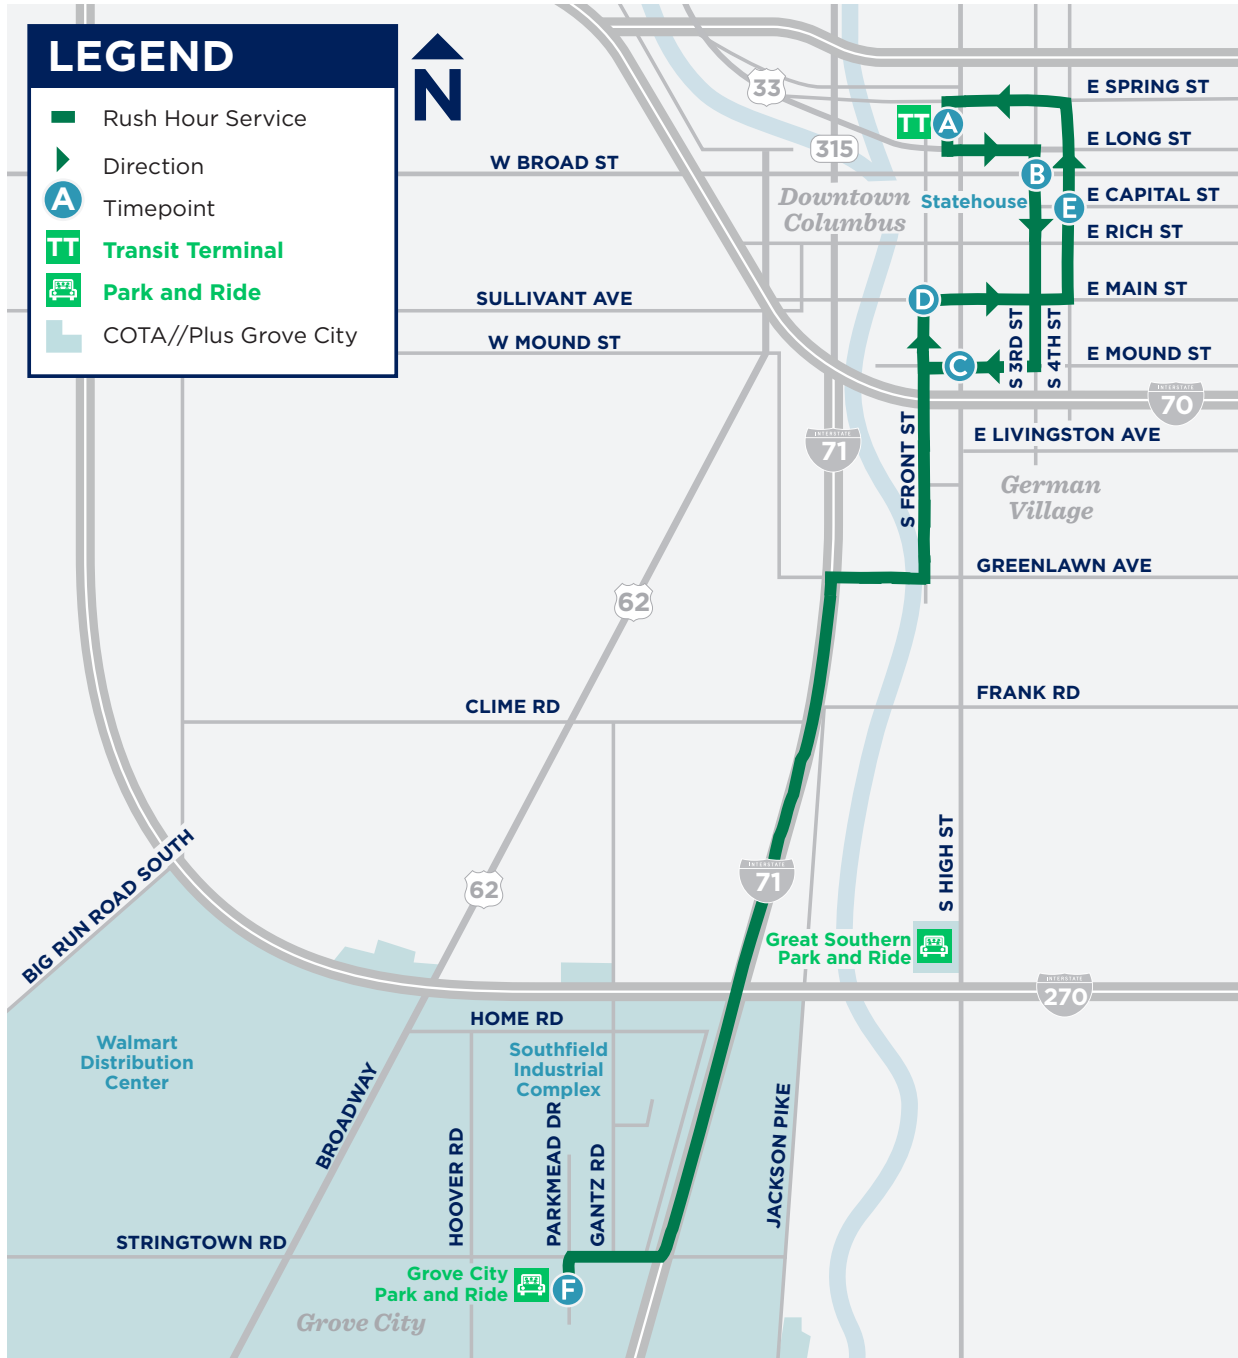 LEGEND
Rush Hour Service
Direction
A
Timepoint
TT
Transit Terminal
Park and Ride
COTA//Plus Grove City
N
33
315
E SPRING ST
TT
A
E LONG ST
W BROAD ST
B
Downtown
Columbus
Statehouse
E
E CAPITAL ST
E RICH ST
SULLIVANT AVE
D
E MAIN ST
W MOUND ST
C
S 3RD ST
S 4TH ST
E MOUND ST
INTERSTATE
70
INTERSTATE
71
S FRONT ST
E LIVINGSTON AVE
German
Village
GREENLAWN AVE
62
CLIME RD
FRANK RD
BIG RUN ROAD SOUTH
62
INTERSTATE
71
S HIGH ST
Great Southern
Park and Ride
INTERSTATE
270
HOME RD
Walmart
Distribution
Center
Southfield
Industrial
Complex
BROADWAY
HOOVER RD
PARKMEAD DR
GANTZ RD
JACKSON PIKE
STRINGTOWN RD
Grove City
Park and Ride
F
Grove City